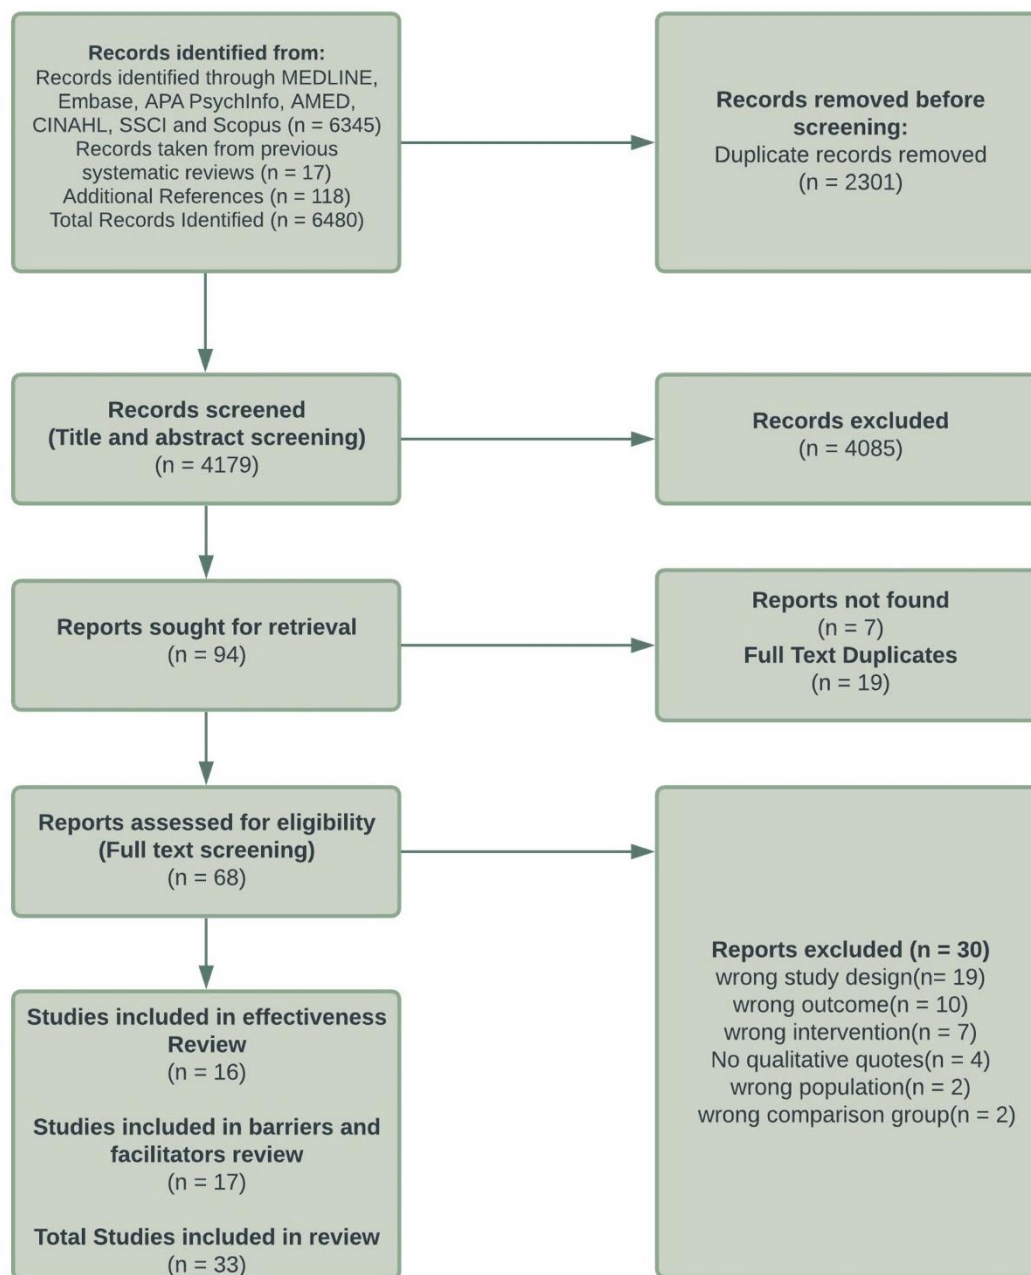 Records identified from:
Records identified through MEDLINE,
Embase, APA PsychInfo, AMED,
CINAHL, SSCI and Scopus (n = 6345)
Records taken from previous
systematic reviews (n = 17)
Additional References (n = 118)
Total Records Identified (n = 6480)
Records removed before
screening:
Duplicate records removed
(n = 2301)
Records screened
(Title and abstract screening)
(n = 4179)
Records excluded
(n = 4085)
Reports sought for retrieval
(n = 94)
Reports not found
(n = 7)
Full Text Duplicates
(n = 19)
Reports assessed for eligibility
(Full text screening)
(n = 68)
Reports excluded (n = 30)
wrong study design(n= 19)
wrong outcome(n = 10)
wrong intervention(n = 7)
No qualitative quotes(n = 4)
wrong population(n = 2)
wrong comparison group(n = 2)
Studies included in effectiveness
Review
(n = 16)
Studies included in barriers and
facilitators review
(n = 17)
Total Studies included in review
(n = 33)